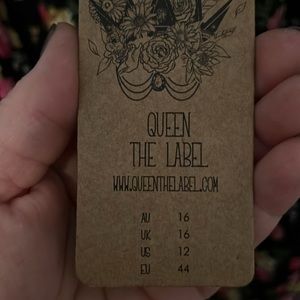 QUEEN
THE LABEL
WWW.QUEENTHELABEL.COM
AU 16
UK 16
US 12
EU 44